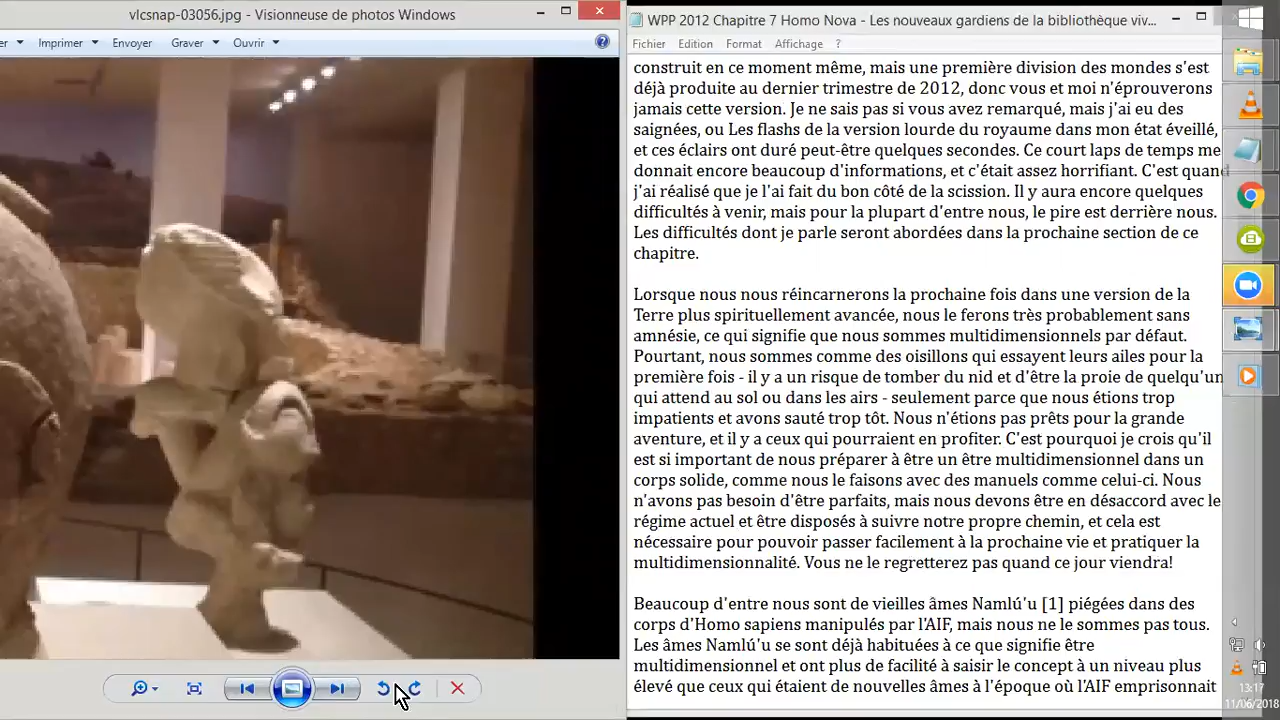 vlcsnap-03056.jpg - Visionneuse de photos Windows
Imprimer
Envoyer
Graver
Ouvrir
WPP 2012 Chapitre 7 Homo Nova - Les nouveaux gardiens de la bibliothèque viv...
Fichier Edition Format Affichage ?
construit en ce moment même, mais une première division des mondes s'est
déjà produite au dernier trimestre de 2012, donc vous et moi n'éprouverons
jamais cette version. Je ne sais pas si vous avez remarqué, mais j'ai eu des
saignées, ou Les flashs de la version lourde du royaume dans mon état éveillé,
et ces éclairs ont duré peut-être quelques secondes. Ce court laps de temps me
donnait encore beaucoup d'informations, et c'était assez horrifiant. C'est quand
j'ai réalisé que je l'ai fait du bon côté de la scission. Il y aura encore quelques
difficultés à venir, mais pour la plupart d'entre nous, le pire est derrière nous.
Les difficultés dont je parle seront abordées dans la prochaine section de ce
chapitre.
Lorsque nous nous réincarnerons la prochaine fois dans une version de la
Terre plus spirituellement avancée, nous le ferons très probablement sans
amnésie, ce qui signifie que nous sommes multidimensionnels par défaut.
Pourtant, nous sommes comme des oisillons qui essayent leurs ailes pour la
première fois - il y a un risque de tomber du nid et d'être la proie de quelqu'un
qui attend au sol ou dans les airs - seulement parce que nous étions trop
impatients et avons sauté trop tôt. Nous n'étions pas prêts pour la grande
aventure, et il y a ceux qui pourraient en profiter. C'est pourquoi je crois qu'il
est si important de nous préparer à être un être multidimensionnel dans un
corps solide, comme nous le faisons avec des manuels comme celui-ci. Nous
n'avons pas besoin d'être parfaits, mais nous devons être en désaccord avec le
régime actuel et être disposés à suivre notre propre chemin, et cela est
nécessaire pour pouvoir passer facilement à la prochaine vie et pratiquer la
multidimensionnalité. Vous ne le regretterez pas quand ce jour viendra!
Beaucoup d'entre nous sont de vieilles âmes Namlú'u [1] piégées dans des
corps d'Homo sapiens manipulés par l'AIF, mais nous ne le sommes pas tous.
Les âmes Namlú'u se sont déjà habituées à ce que signifie être
multidimensionnel et ont plus de facilité à saisir le concept à un niveau plus
élevé que ceux qui étaient de nouvelles âmes à l'époque où l'AIF emprisonnait
13:17
11/06/2018